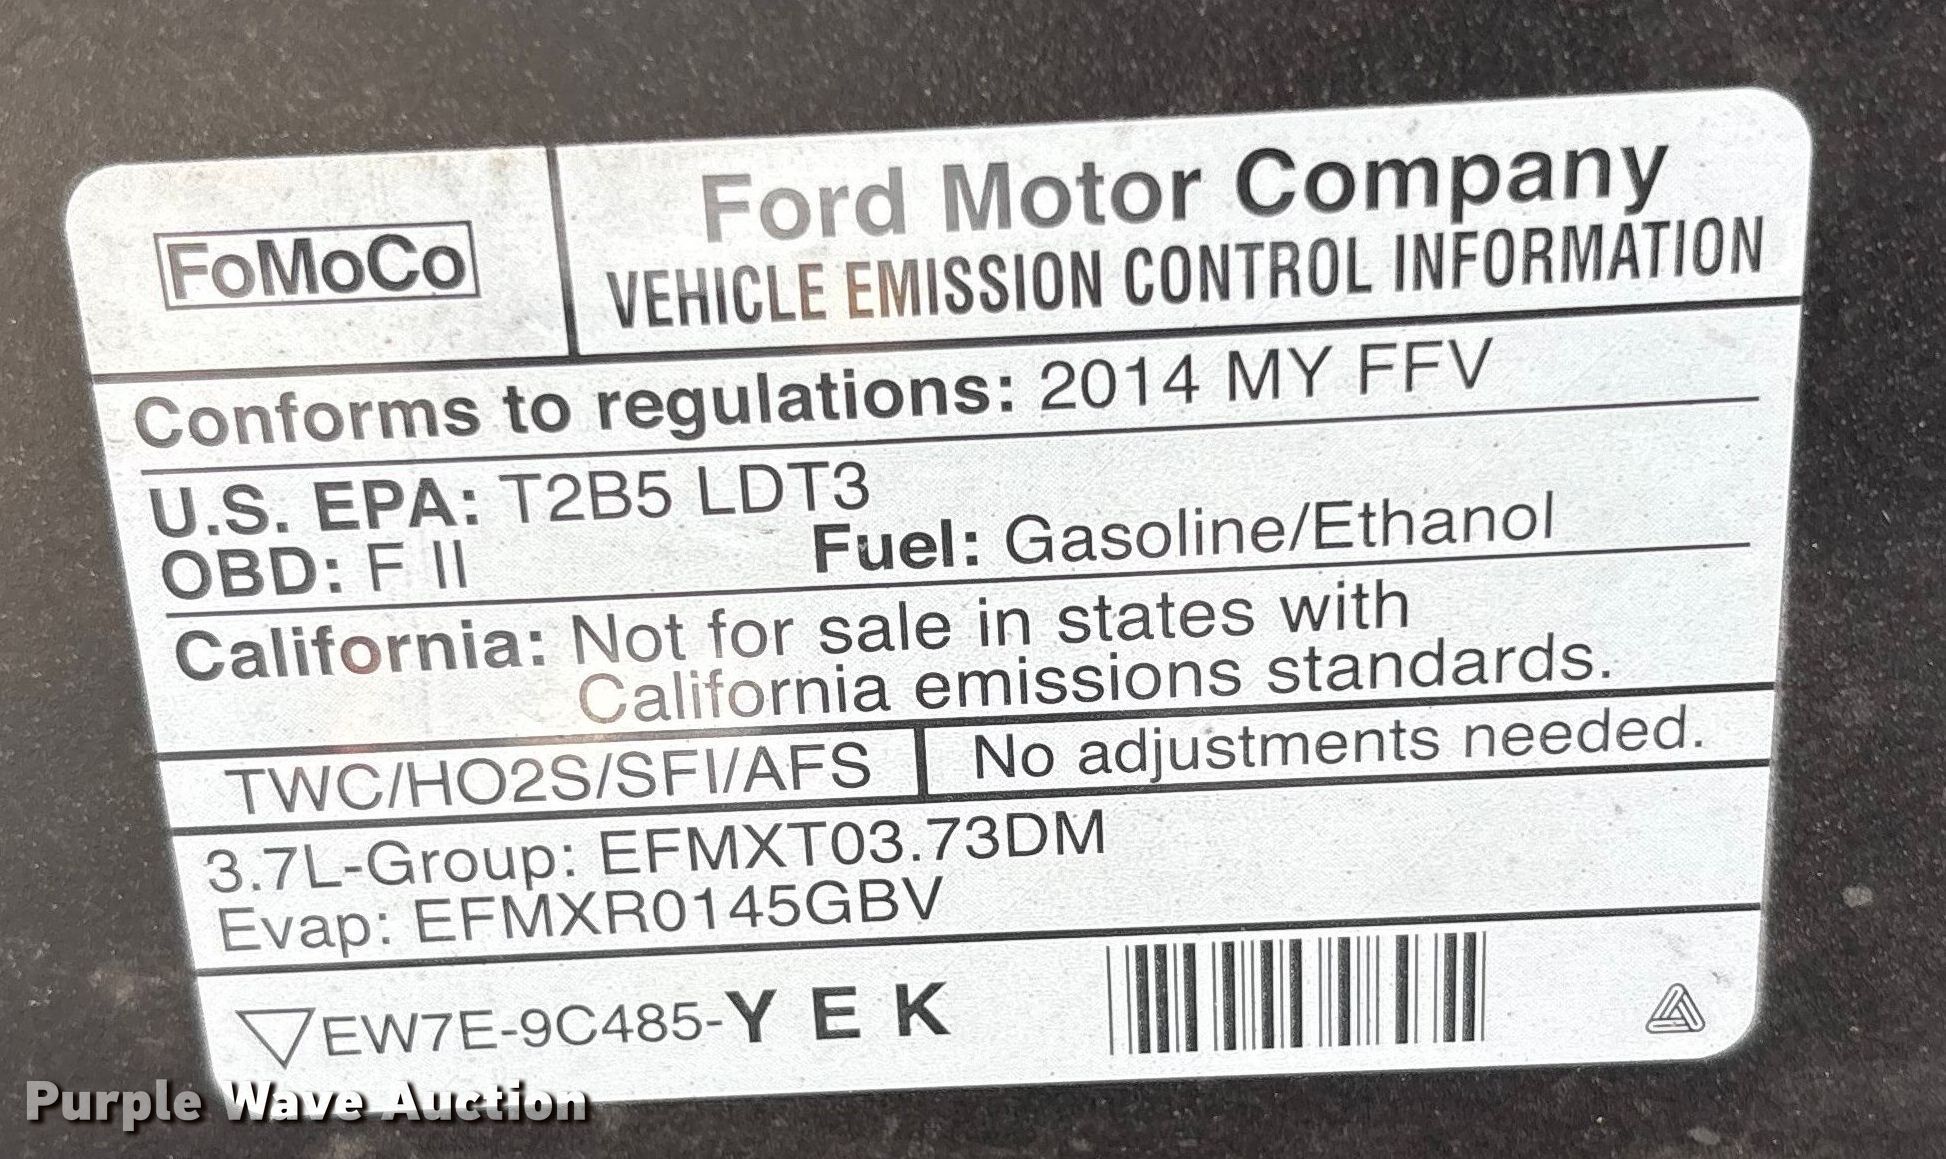 FoMoCo
Ford Motor Company
VEHICLE EMISSION CONTROL INFORMATION
Conforms to regulations: 2014 MY FFV
U.S. EPA: T2B5 LDT3
OBD: F II Fuel: Gasoline/Ethanol
California: Not for sale in states with
California emissions standards.
TWC/HO2S/SFI/AFS No adjustments needed.
3.7L-Group: EFMXT03.73DM
Evap: EFMXR0145GBV
EW7E-9C485-Y E K
Purple Wave Auction